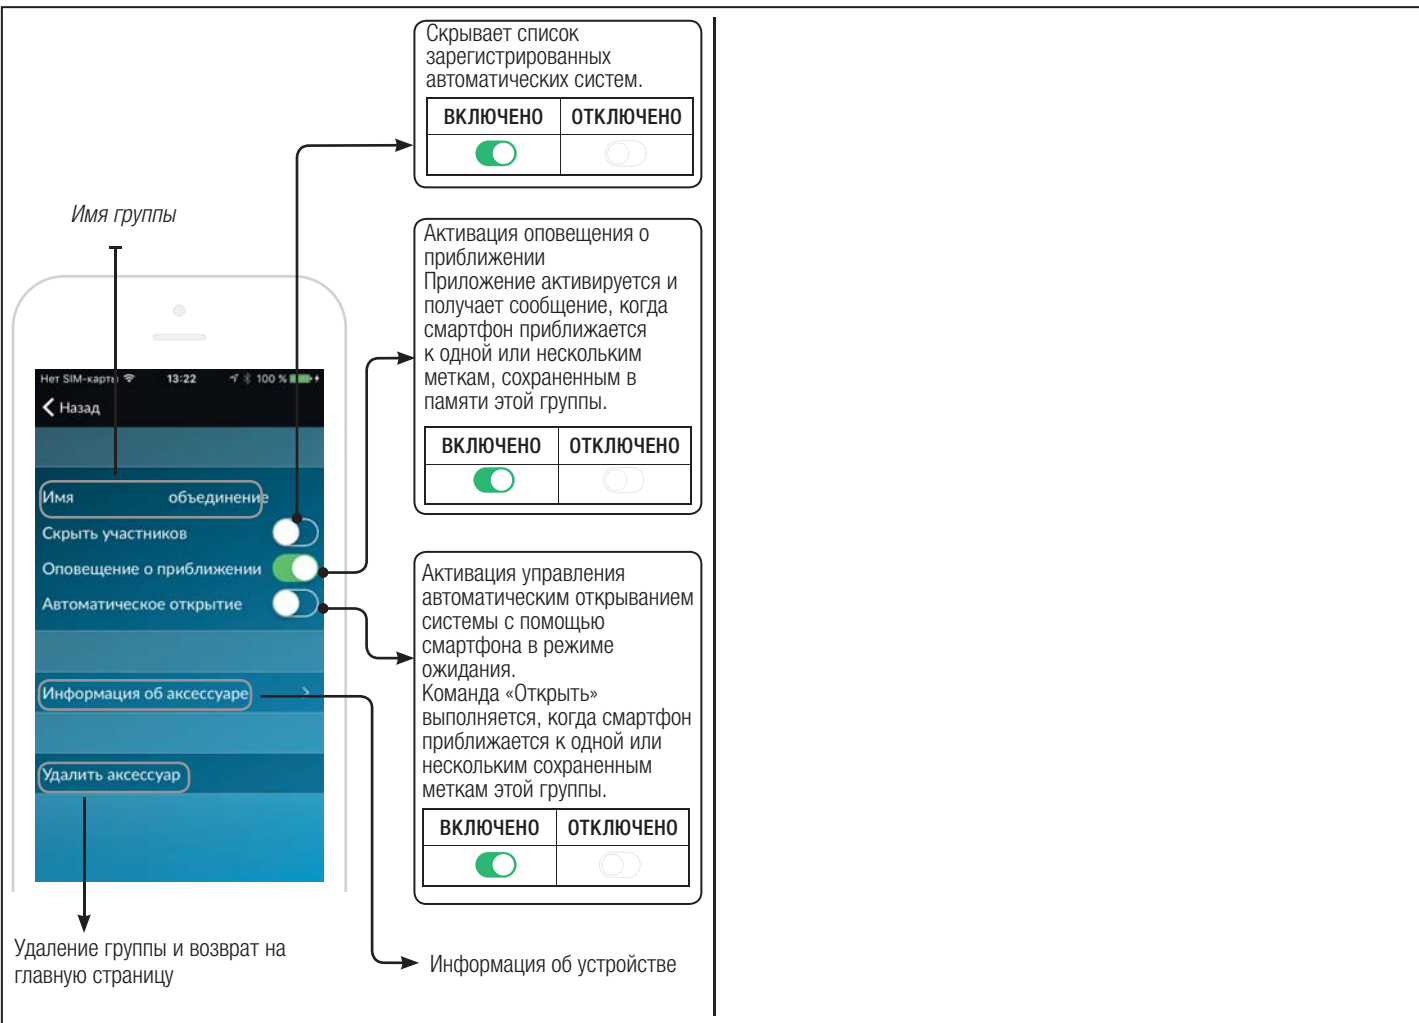 Скрывает список
зарегистрированных
автоматических систем.
ВКЛЮЧЕНО ОТКЛЮЧЕНО
Имя группы
Активация оповещения о
приближении
Приложение активируется и
получает сообщение, когда
смартфон приближается
к одной или нескольким
меткам, сохраненным в
памяти этой группы.
ВКЛЮЧЕНО ОТКЛЮЧЕНО
Нет SIM-карты 13:22 100 %
Назад
Имя объединение
Скрыть участников
Оповещение о приближении
Автоматическое открытие
Информация об аксессуаре
Удалить аксессуар
Активация управления
автоматическим открыванием
системы с помощью
смартфона в режиме
ожидания.
Команда «Открыть»
выполняется, когда смартфон
приближается к одной или
нескольким сохраненным
меткам этой группы.
ВКЛЮЧЕНО ОТКЛЮЧЕНО
Удаление группы и возврат на
главную страницу
Информация об устройстве